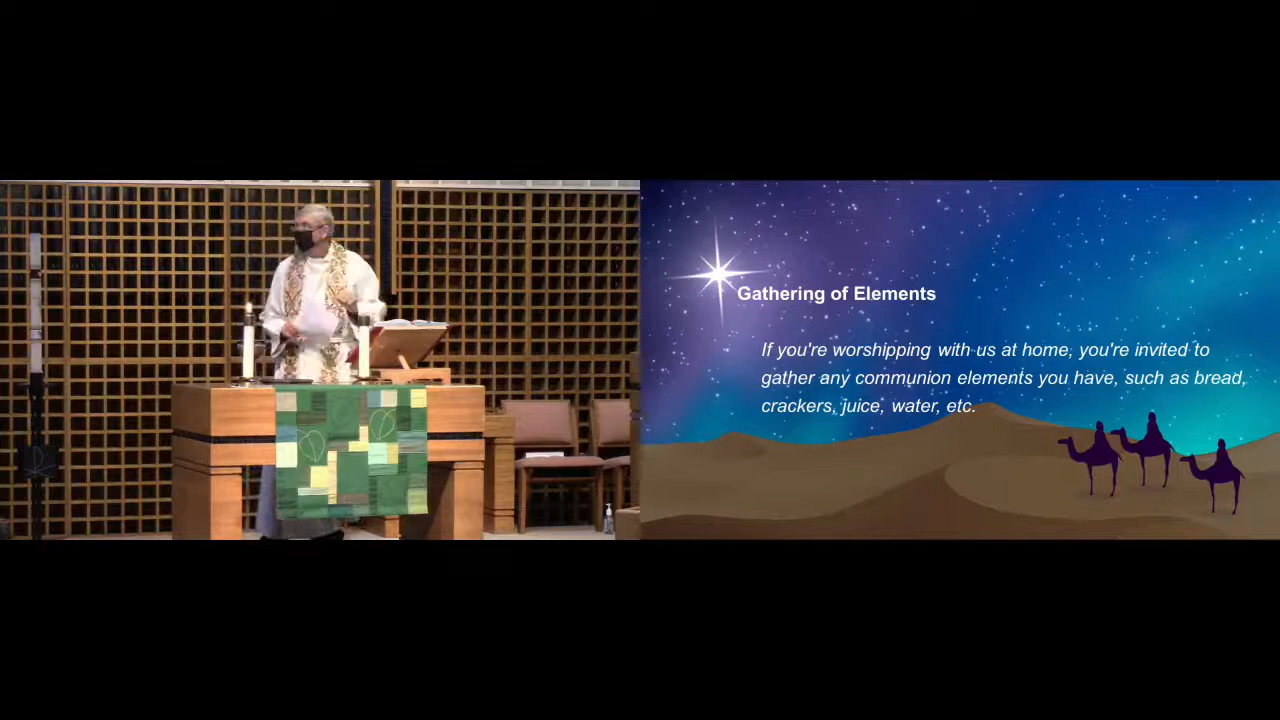 Gathering of Elements
If you're worshipping with us at home, you're invited to
gather any communion elements you have, such as bread,
crackers, juice, water, etc.